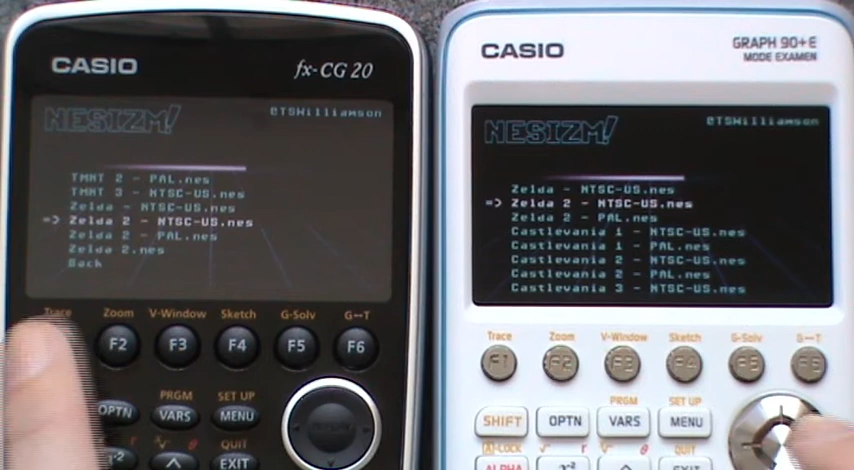 CASIO
fx-CG 20
NESIZM!
@TSWilliamson
TMNT 2 - PAL.nes
TMNT 3 - NTSC-US.nes
Zelda - NTSC-US.nes
=> Zelda 2 - NTSC-US.nes
Zelda 2 - PAL.nes
Zelda 2.nes
Back
Trace Zoom V-Window Sketch G-Solv G↔T
F2 F3 F4 F5 F6
PRGM SET UP
OPTN VARS MENU
QUIT
EXIT
CASIO
GRAPH 90+E
MODE EXAMEN
NESIZM!
@TSWilliamson
Zelda - NTSC-US.nes
=> Zelda 2 - NTSC-US.nes
Zelda 2 - PAL.nes
Castlevania 1 - NTSC-US.nes
Castlevania 1 - PAL.nes
Castlevania 2 - NTSC-US.nes
Castlevania 2 - PAL.nes
Castlevania 3 - NTSC-US.nes
Trace Zoom V-Window Sketch G-Solv G↔T
F1 F2 F3 F4 F5 F6
PRGM SET UP
SHIFT OPTN VARS MENU
A-LOCK QUIT
ALPHA x² EXIT